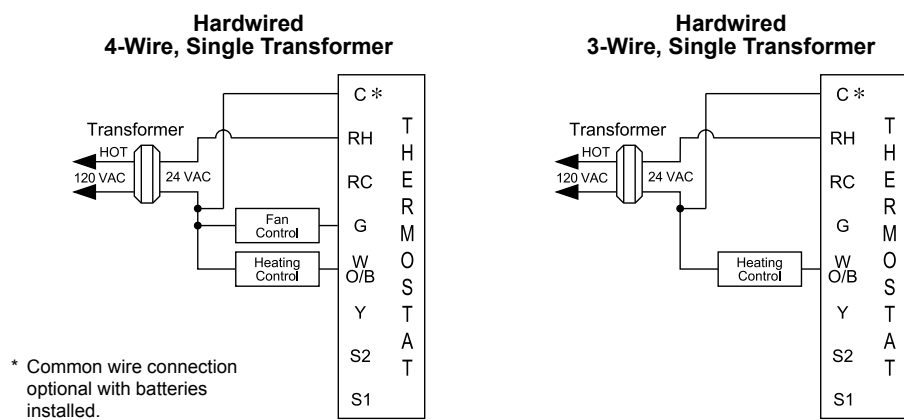 Hardwired
4-Wire, Single Transformer
C *
Transformer
HOT
120 VAC
24 VAC
RH
RC
Fan
Control
G
Heating
Control
W
O/B
Y
S2
S1
THERMOSTAT
* Common wire connection
optional with batteries
installed.
Hardwired
3-Wire, Single Transformer
C *
Transformer
HOT
120 VAC
24 VAC
RH
RC
G
Heating
Control
W
O/B
Y
S2
S1
THERMOSTAT